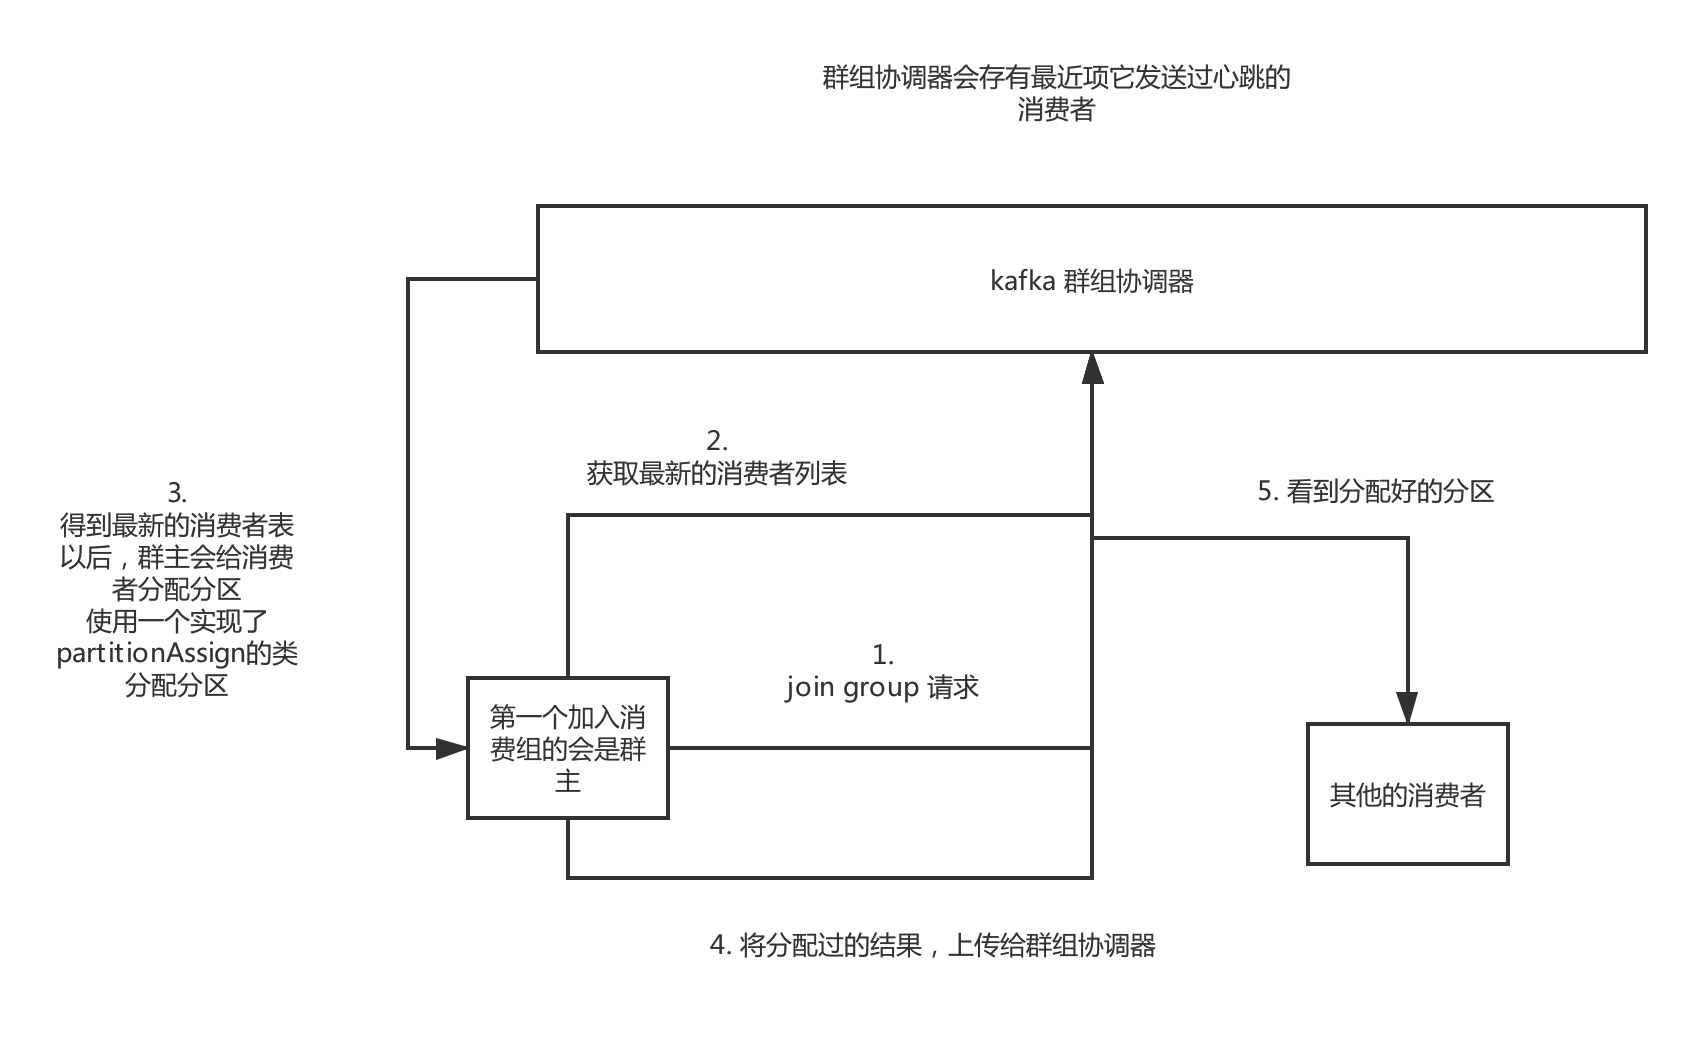 群组协调器会存有最近项它发送过心跳的
消费者
kafka 群组协调器
2.
获取最新的消费者列表
3.
得到最新的消费者表
以后，群主会给消费
者分配分区
使用一个实现了
partitionAssign的类
分配分区
5. 看到分配好的分区
1.
join group 请求
第一个加入消
费组的会是群
主
其他的消费者
4. 将分配过的结果，上传给群组协调器